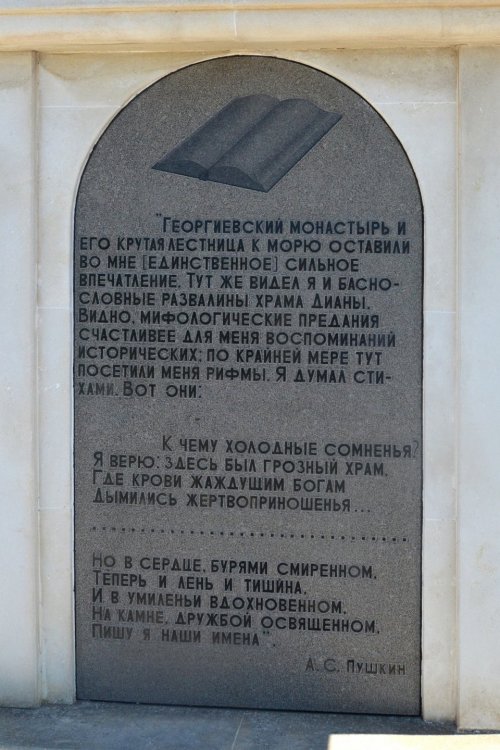 "Георгиевский монастырь и
его крутая лестница к морю оставили
во мне [единственное] сильное
впечатление. Тут же видел я и басно-
словные развалины храма Дианы.
Видно, мифологические предания
счастливее для меня воспоминаний
исторических; по крайней мере тут
посетили меня рифмы. Я думал сти-
хами. Вот они:
К чему холодные сомненья?
Я верю: здесь был грозный храм,
Где крови жаждущим богам
Дымились жертвоприношенья...
........................................
Но в сердце, бурями смиренном,
Теперь и лень и тишина,
И в умиленьи вдохновенном,
На камне, дружбой освященном,
Пишу я наши имена".
А. С. Пушкин